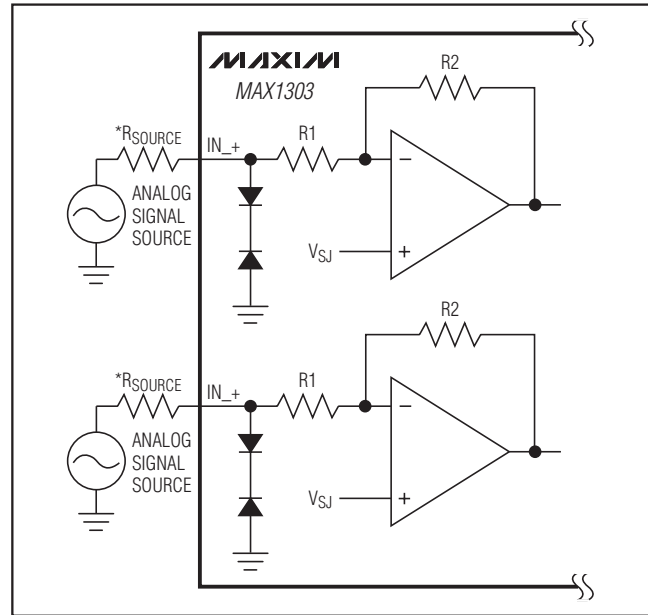 MAXIM
MAX1303
R2
*RSOURCE
IN_+
R1
ANALOG
SIGNAL
SOURCE
−
VSJ
+
R2
*RSOURCE
IN_+
R1
ANALOG
SIGNAL
SOURCE
−
VSJ
+